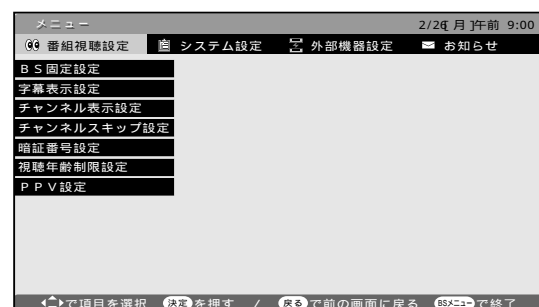 メニュー 2/26[月]午前 9:00
番組視聴設定 システム設定 外部機器設定 お知らせ
BS固定設定
字幕表示設定
チャンネル表示設定
チャンネルスキップ設定
暗証番号設定
視聴年齢制限設定
PPV設定
で項目を選択 決定を押す / 戻るで前の画面に戻る BSメニューで終了